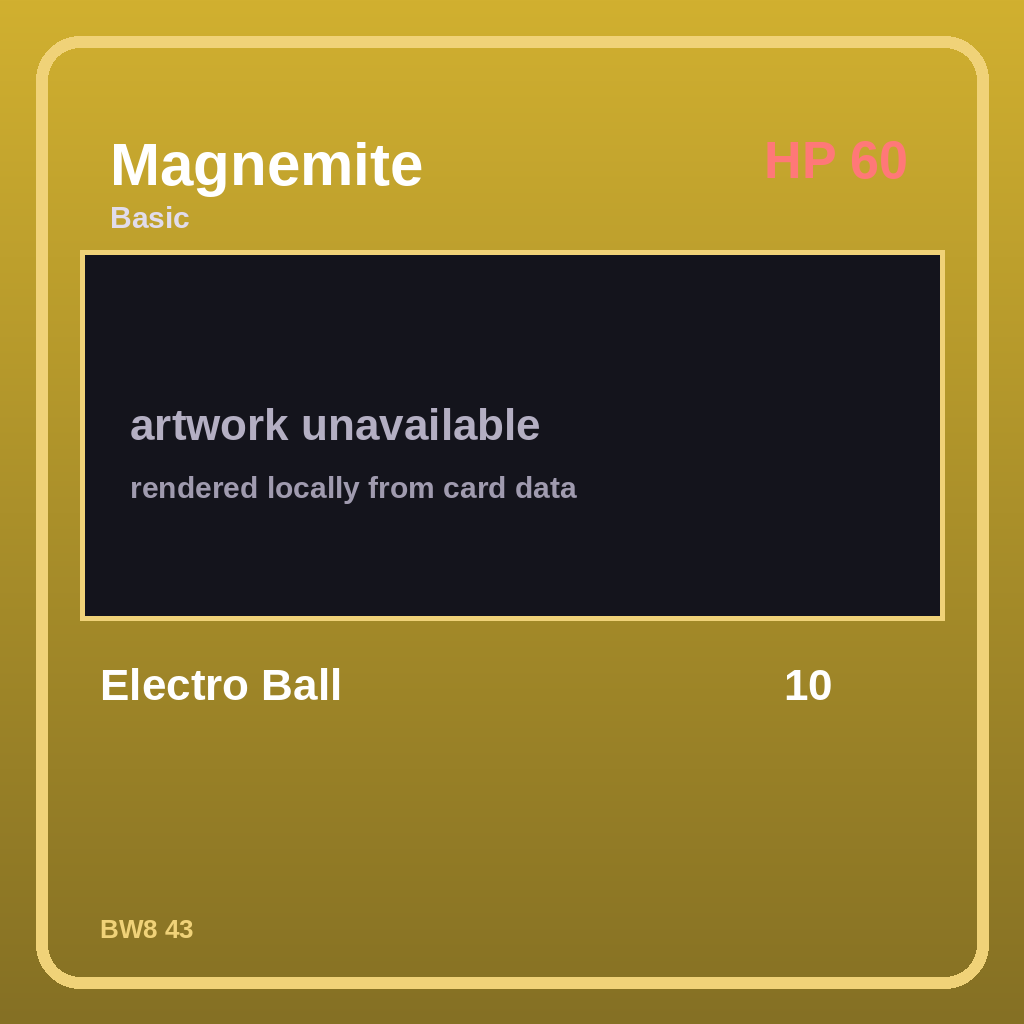 Magnemite
HP 60
Basic
artwork unavailable
rendered locally from card data
Electro Ball 10
BW8 43